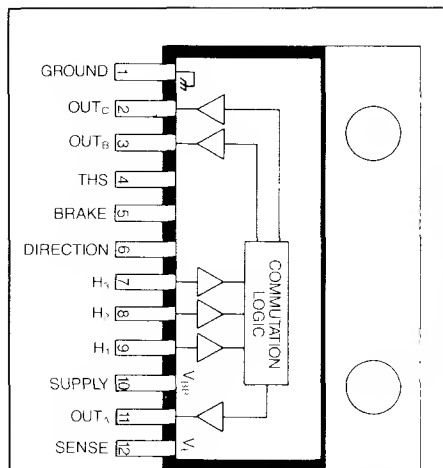 GROUND 1
OUTC 2
OUTB 3
THS 4
BRAKE 5
DIRECTION 6
H3 7
H2 8
H1 9
SUPPLY 10 VBB
OUTA 11
SENSE 12
COMMUTATION
LOGIC